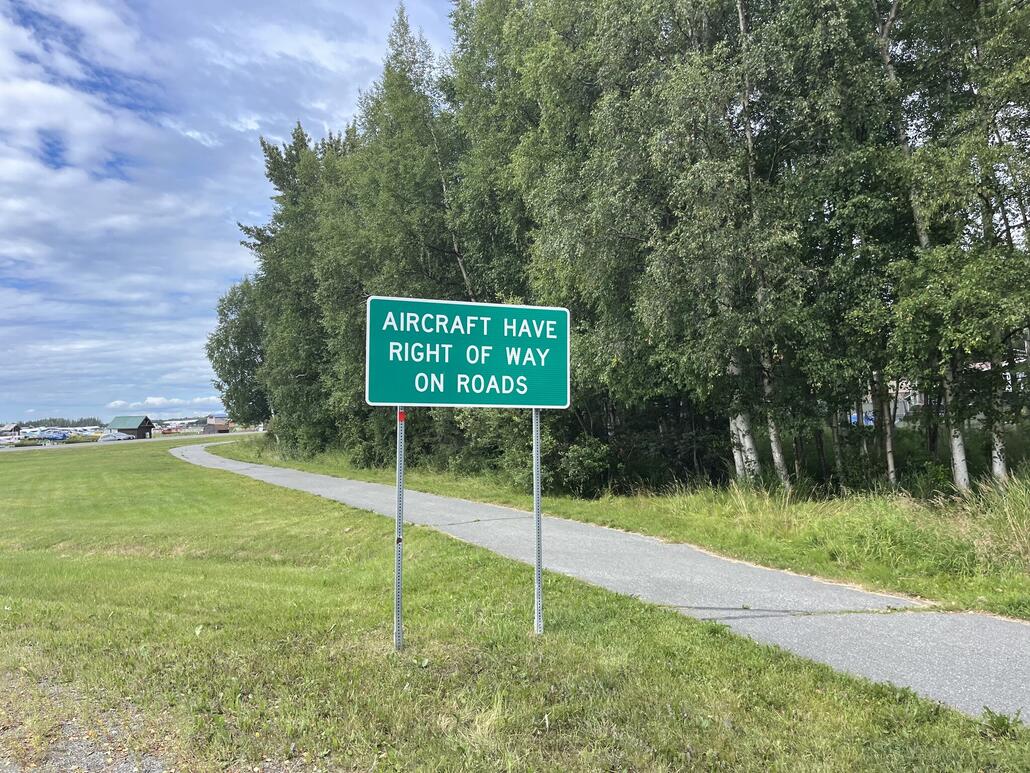 AIRCRAFT HAVE
RIGHT OF WAY
ON ROADS